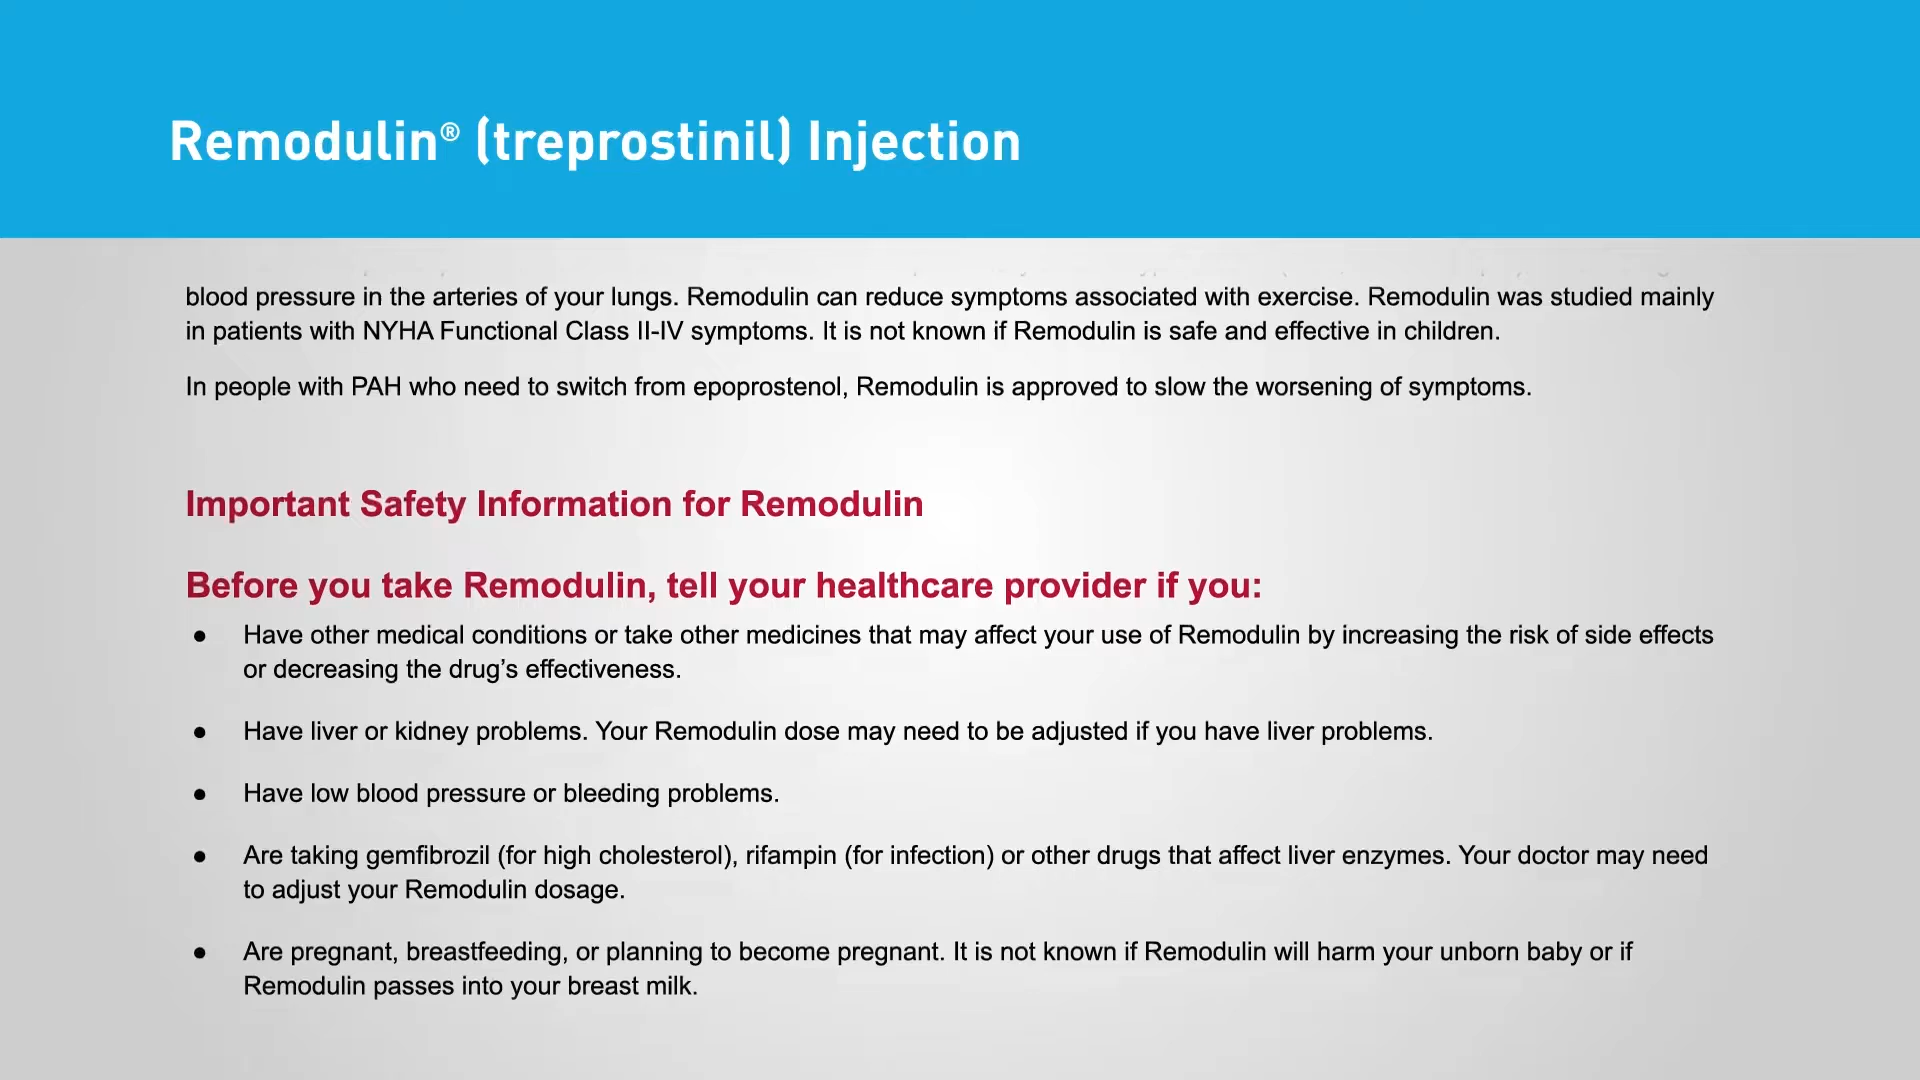 Remodulin® (treprostinil) Injection
blood pressure in the arteries of your lungs. Remodulin can reduce symptoms associated with exercise. Remodulin was studied mainly
in patients with NYHA Functional Class II-IV symptoms. It is not known if Remodulin is safe and effective in children.
In people with PAH who need to switch from epoprostenol, Remodulin is approved to slow the worsening of symptoms.
Important Safety Information for Remodulin
Before you take Remodulin, tell your healthcare provider if you:
● Have other medical conditions or take other medicines that may affect your use of Remodulin by increasing the risk of side effects
or decreasing the drug’s effectiveness.
● Have liver or kidney problems. Your Remodulin dose may need to be adjusted if you have liver problems.
● Have low blood pressure or bleeding problems.
● Are taking gemfibrozil (for high cholesterol), rifampin (for infection) or other drugs that affect liver enzymes. Your doctor may need
to adjust your Remodulin dosage.
● Are pregnant, breastfeeding, or planning to become pregnant. It is not known if Remodulin will harm your unborn baby or if
Remodulin passes into your breast milk.